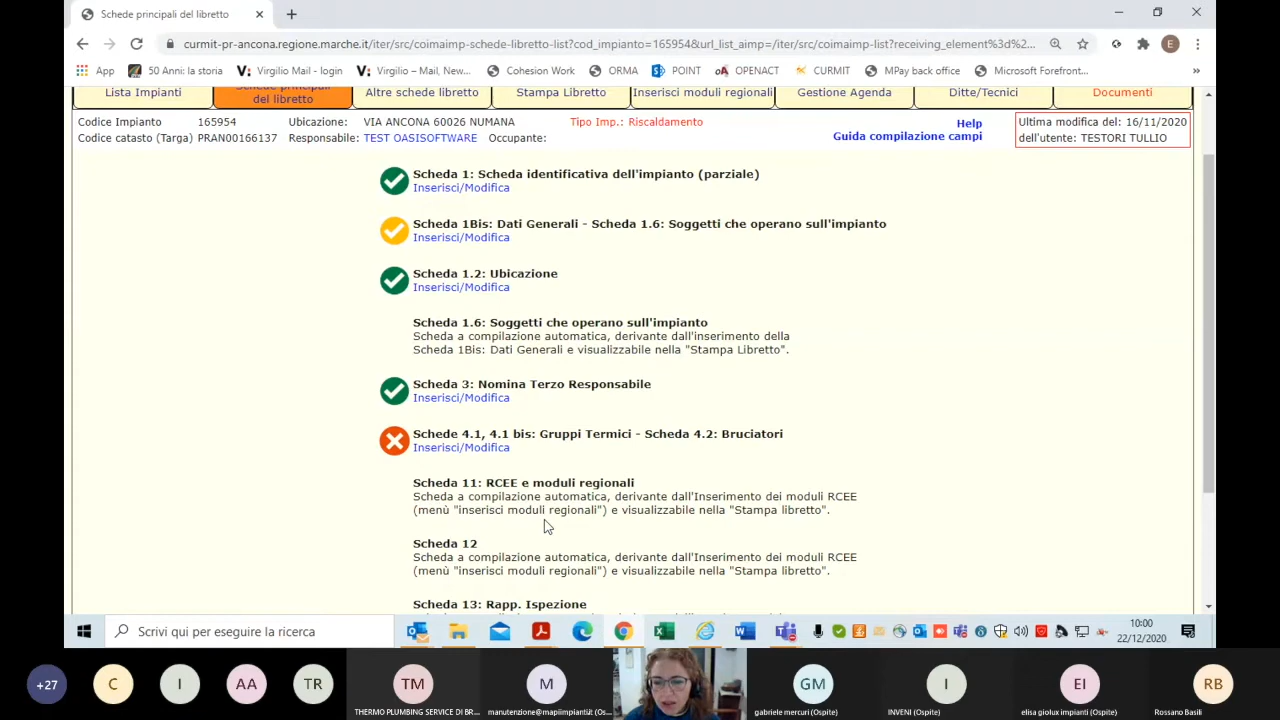 Schede principali del libretto
curmit-pr-ancona.regione.marche.it/iter/src/coimaimp-schede-libretto-list?cod_impianto=165954&url_list_aimp=/iter/src/coimaimp-list?receiving_element%3d%2...
E
App
50 Anni: la storia
Virgilio Mail - login
Virgilio – Mail, New...
Cohesion Work
ORMA
POINT
OPENACT
CURMIT
MPay back office
Microsoft Forefront...
»
Lista Impianti
Schede principali
del libretto
Altre schede libretto
Stampa Libretto
Inserisci moduli regionali
Gestione Agenda
Ditte/Tecnici
Documenti
Codice Impianto 165954 Ubicazione: VIA ANCONA 60026 NUMANA Tipo Imp.: Riscaldamento
Codice catasto (Targa) PRAN00166137 Responsabile: TEST OASISOFTWARE Occupante:
Help
Guida compilazione campi
Ultima modifica del: 16/11/2020
dell'utente: TESTORI TULLIO
Scheda 1: Scheda identificativa dell'impianto (parziale)
Inserisci/Modifica
Scheda 1Bis: Dati Generali - Scheda 1.6: Soggetti che operano sull'impianto
Inserisci/Modifica
Scheda 1.2: Ubicazione
Inserisci/Modifica
Scheda 1.6: Soggetti che operano sull'impianto
Scheda a compilazione automatica, derivante dall'inserimento della
Scheda 1Bis: Dati Generali e visualizzabile nella "Stampa Libretto".
Scheda 3: Nomina Terzo Responsabile
Inserisci/Modifica
Schede 4.1, 4.1 bis: Gruppi Termici - Scheda 4.2: Bruciatori
Inserisci/Modifica
Scheda 11: RCEE e moduli regionali
Scheda a compilazione automatica, derivante dall'Inserimento dei moduli RCEE
(menù "inserisci moduli regionali") e visualizzabile nella "Stampa libretto".
Scheda 12
Scheda a compilazione automatica, derivante dall'Inserimento dei moduli RCEE
(menù "inserisci moduli regionali") e visualizzabile nella "Stampa libretto".
Scheda 13: Rapp. Ispezione
Scrivi qui per eseguire la ricerca
10:00
22/12/2020
+27
C
I
AA
TR
TM
M
GM
I
EI
RB
THERMO PLUMBING SERVICE DI BR...
manutenzione@mapiimpianti.it (Os...
gabriele mercuri (Ospite)
INVENI (Ospite)
elisa giolux impianti (Ospite)
Rossano Basili